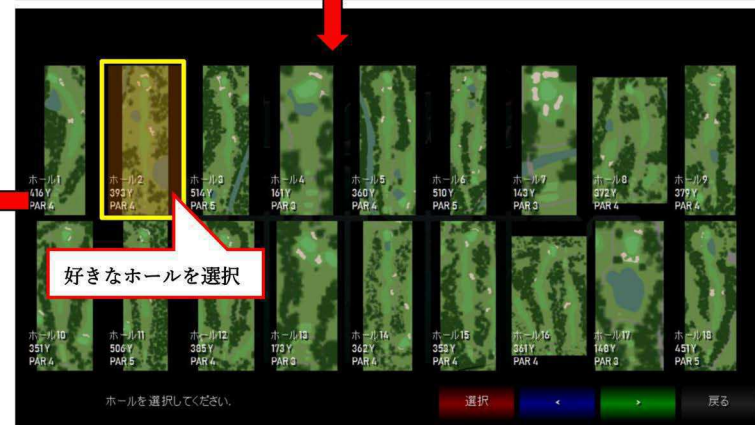 ホール1
416Y
PAR 4
ホール2
393Y
PAR 4
ホール3
514Y
PAR 5
ホール4
161Y
PAR 3
ホール5
360Y
PAR 4
ホール6
510Y
PAR 5
ホール7
143Y
PAR 3
ホール8
372Y
PAR 4
ホール9
379Y
PAR 4
好きなホールを選択
ホール10
351Y
PAR 4
ホール11
506Y
PAR 5
ホール12
385Y
PAR 4
ホール13
173Y
PAR 3
ホール14
362Y
PAR 4
ホール15
353Y
PAR 4
ホール16
361Y
PAR 4
ホール17
148Y
PAR 3
ホール18
451Y
PAR 5
ホールを選択してください.
選択
<
>
戻る